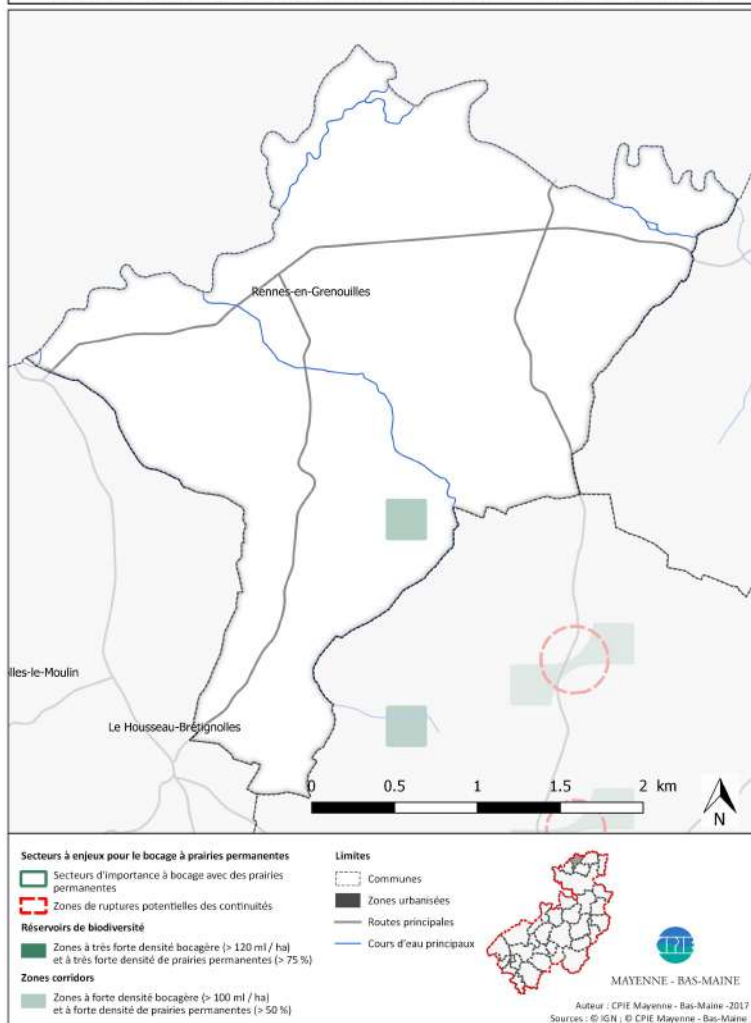 Rennes-en-Grenouilles
lles-le-Moulin
Le Housseau-Brétignolles
0 0.5 1 1.5 2 km
N
Secteurs à enjeux pour le bocage à prairies permanentes
Secteurs d'importance à bocage avec des prairies
permanentes
Zones de ruptures potentielles des continuités
Réservoirs de biodiversité
Zones à très forte densité bocagère (> 120 ml / ha)
et à très forte densité de prairies permanentes (> 75 %)
Zones corridors
Zones à forte densité bocagère (> 100 ml / ha)
et à forte densité de prairies permanentes (> 50 %)
Limites
Communes
Zones urbanisées
Routes principales
Cours d'eau principaux
CPIE
MAYENNE - BAS-MAINE
Auteur : CPIE Mayenne - Bas-Maine -2017
Sources : © IGN ; © CPIE Mayenne - Bas-Maine